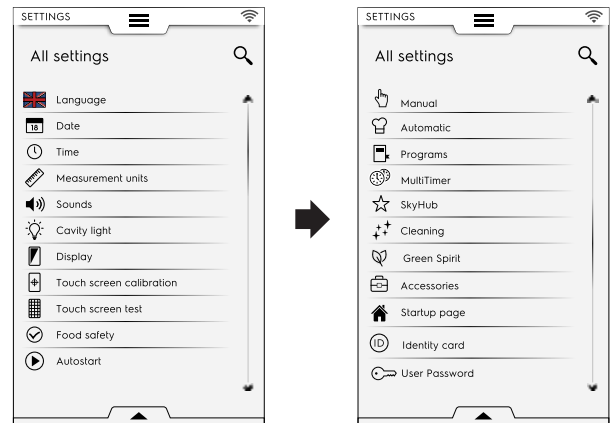 SETTINGS
All settings
Language
18 Date
Time
Measurement units
Sounds
Cavity light
Display
Touch screen calibration
Touch screen test
Food safety
Autostart
SETTINGS
All settings
Manual
Automatic
Programs
MultiTimer
SkyHub
Cleaning
Green Spirit
Accessories
Startup page
ID Identity card
User Password